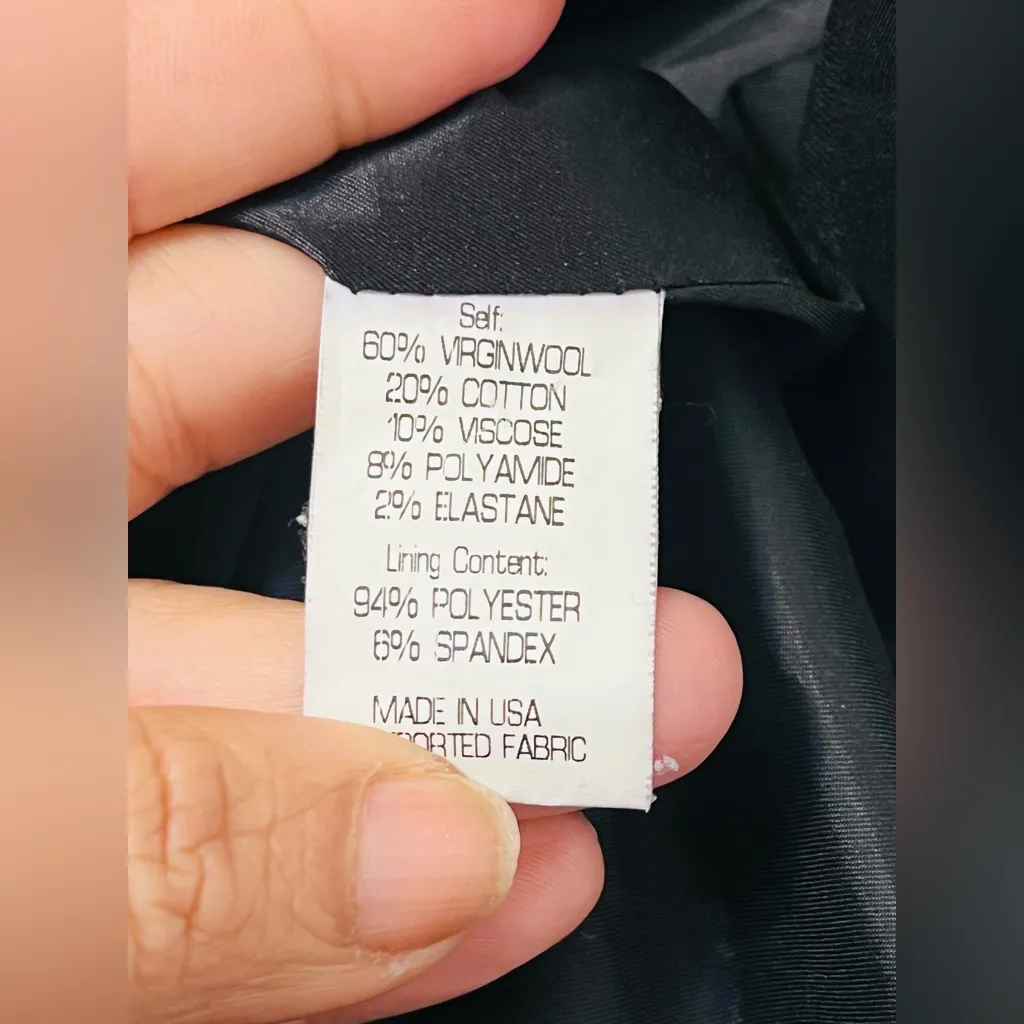 Self:
60% VIRGINWOOL
20% COTTON
10% VISCOSE
8% POLYAMIDE
2% ELASTANE
Lining Content:
94% POLYESTER
6% SPANDEX
MADE IN USA
FABRIC